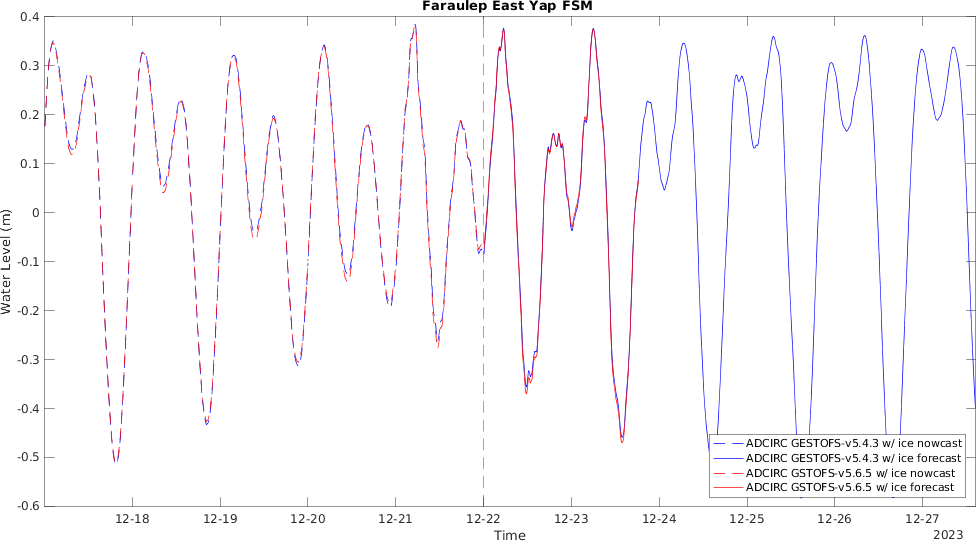 Faraulep East Yap FSM
0.4
0.3
0.2
0.1
0
-0.1
-0.2
-0.3
-0.4
-0.5
-0.6
Water Level (m)
ADCIRC GESTOFS-v5.4.3 w/ ice nowcast
ADCIRC GESTOFS-v5.4.3 w/ ice forecast
ADCIRC GSTOFS-v5.6.5 w/ ice nowcast
ADCIRC GSTOFS-v5.6.5 w/ ice forecast
12-18 12-19 12-20 12-21 12-22 12-23 12-24 12-25 12-26 12-27
Time
2023